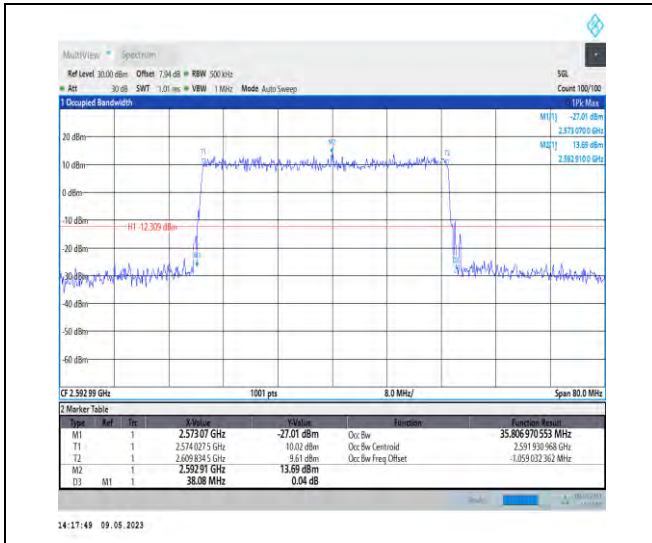 MultiView Spectrum
Ref Level 30.00 dBm Offset 7.94 dB RBW 500 kHz SGL
Att 30 dB SWT 1.01 ms VBW 1 MHz Mode Auto Sweep Count 100/100
1 Occupied Bandwidth 1Pk Max
M1[1] -27.01 dBm
2.573070 0 GHz
M2[1] 13.69 dBm
2.592910 0 GHz
20 dBm
T1 M2 T2
10 dBm
0 dBm
-10 dBm
H1 -12.309 dBm
-20 dBm
-30 dBm
-40 dBm
-50 dBm
-60 dBm
CF 2.592 99 GHz 1001 pts 8.0 MHz/ Span 80.0 MHz
2 Marker Table
Type Ref Trc X-Value Y-Value Function Function Result
M1 1 2.573 07 GHz -27.01 dBm Occ Bw 35.806 970 553 MHz
T1 1 2.574 027 5 GHz 10.02 dBm Occ Bw Centroid 2.591 930 968 GHz
T2 1 2.609 834 5 GHz 9.61 dBm Occ Bw Freq Offset -1.059 032 362 MHz
M2 1 2.592 91 GHz 13.69 dBm
D3 M1 1 38.08 MHz 0.04 dB
14:17:49 09.05.2023